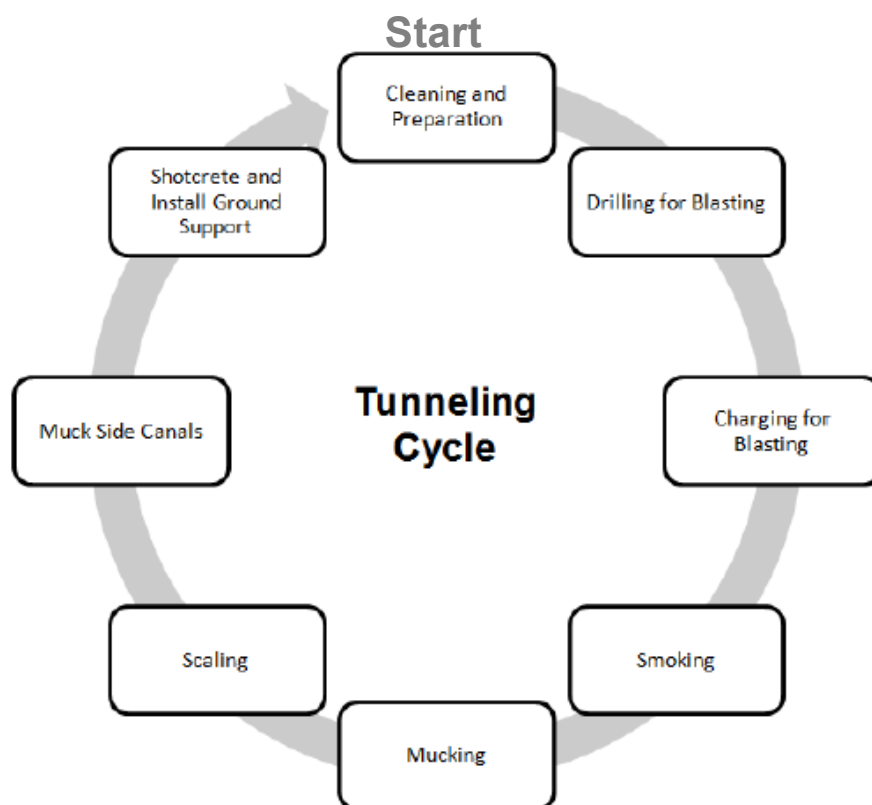 Start
Cleaning and
Preparation
Drilling for Blasting
Charging for
Blasting
Smoking
Mucking
Scaling
Muck Side Canals
Shotcrete and
Install Ground
Support
Tunneling
Cycle